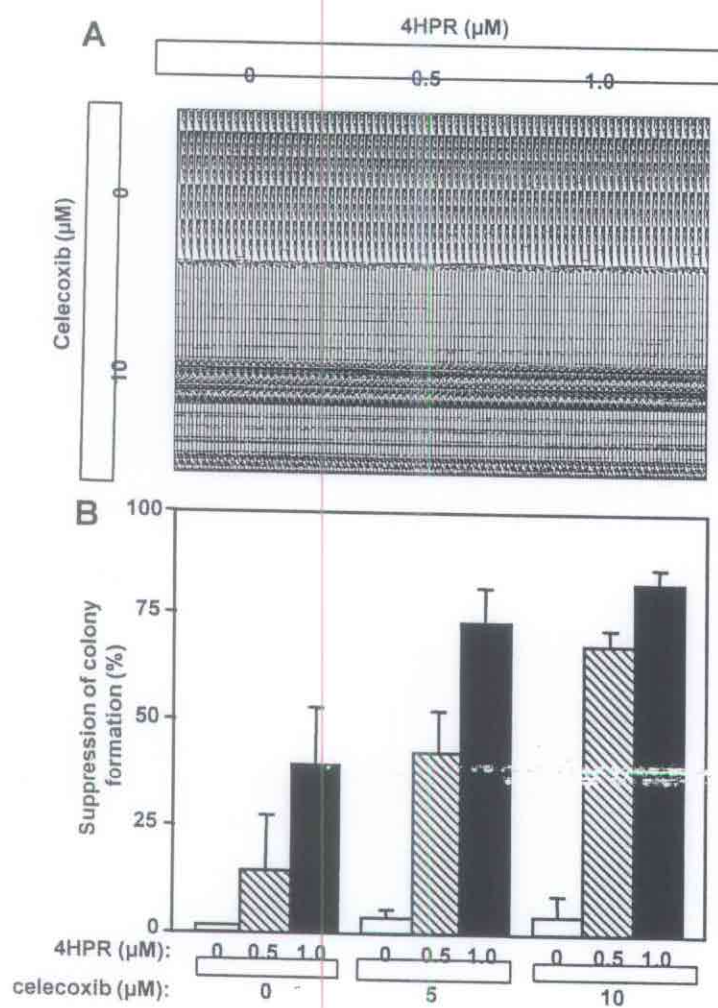 A
4HPR (µM)
0 0.5 1.0
Celecoxib (µM)
0
10
B
Suppression of colony
formation (%)
100
75
50
25
0
4HPR (µM): 0 0.5 1.0 0 0.5 1.0 0 0.5 1.0
celecoxib (µM): 0 5 10